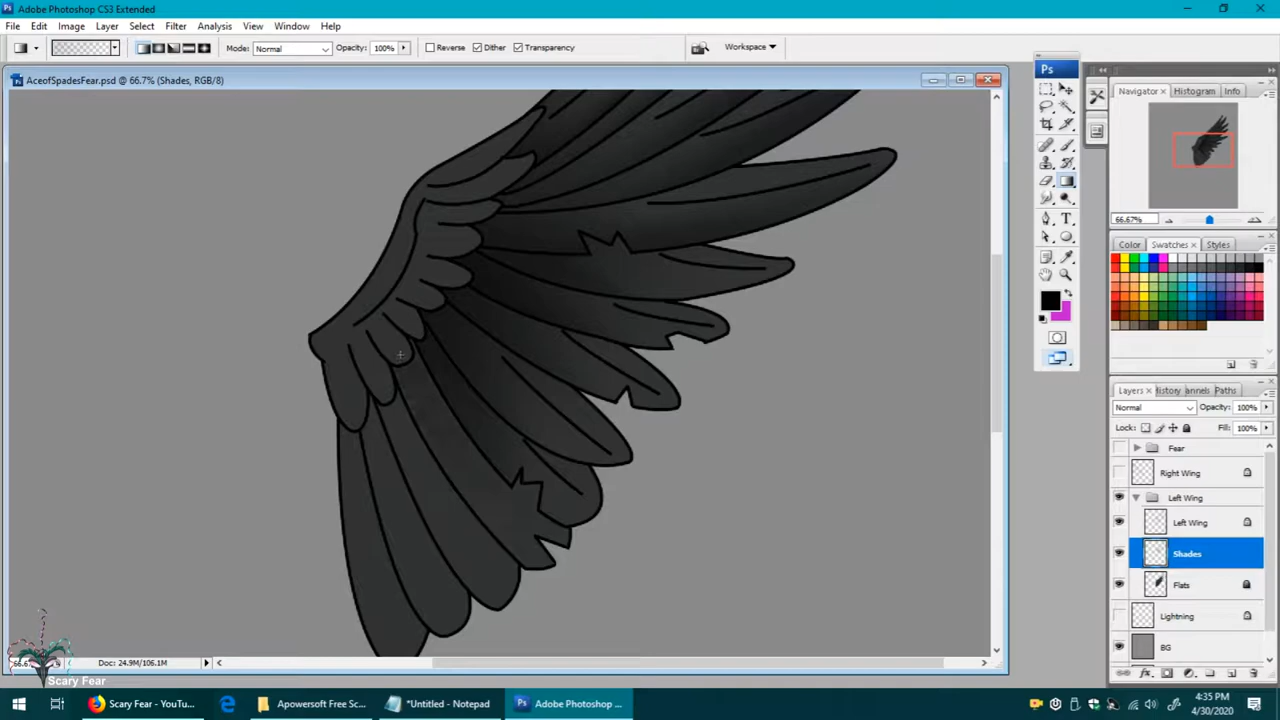 Adobe Photoshop CS3 Extended
File Edit Image Layer Select Filter Analysis View Window Help
Mode: Normal Opacity: 100% Reverse Dither Transparency Workspace
AceofSpadesFear.psd @ 66.7% (Shades, RGB/8)
Ps
Navigator Histogram Info
66.67%
Color Swatches Styles
Layers History annels Paths
Normal Opacity: 100%
Lock: Fill: 100%
Fear
Right Wing
Left Wing
Left Wing
Shades
Flats
Lightning
BG
Doc: 24.9M/106.1M
Scary Fear
Scary Fear - YouTu...
Apowersoft Free Sc...
*Untitled - Notepad
Adobe Photoshop ...
4:35 PM
4/30/2020